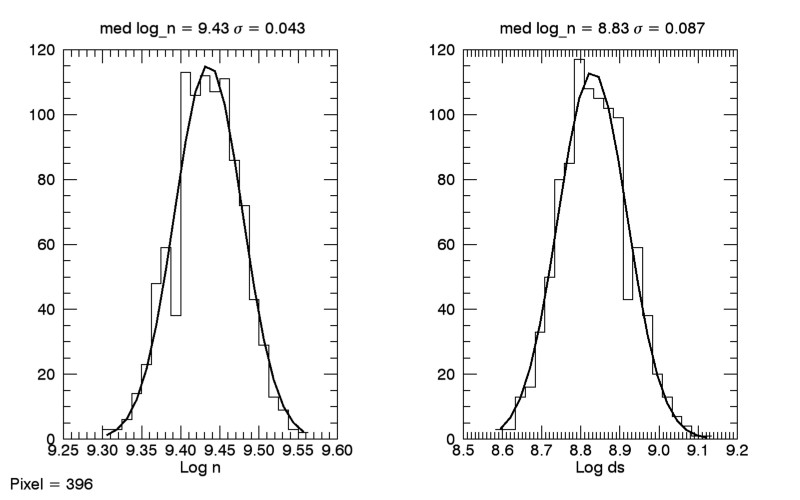 med log_n = 9.43 σ = 0.043
med log_n = 8.83 σ = 0.087
120
100
80
60
40
20
0
9.25 9.30 9.35 9.40 9.45 9.50 9.55 9.60
Log n
120
100
80
60
40
20
0
8.5 8.6 8.7 8.8 8.9 9.0 9.1 9.2
Log ds
Pixel = 396